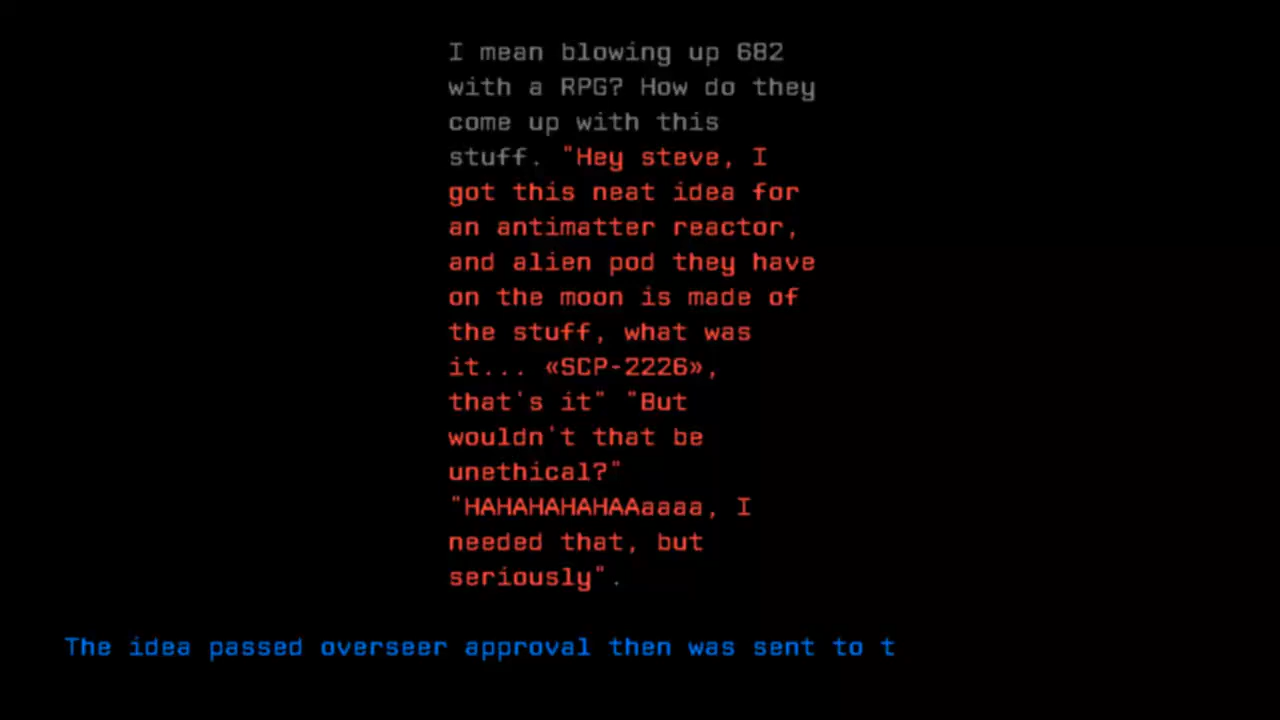 I mean blowing up 682
with a RPG? How do they
come up with this
stuff. "Hey steve, I
got this neat idea for
an antimatter reactor,
and alien pod they have
on the moon is made of
the stuff, what was
it... «SCP-2226»,
that's it" "But
wouldn't that be
unethical?"
"HAHAHAHAHAAaaaa, I
needed that, but
seriously".
The idea passed overseer approval then was sent to t